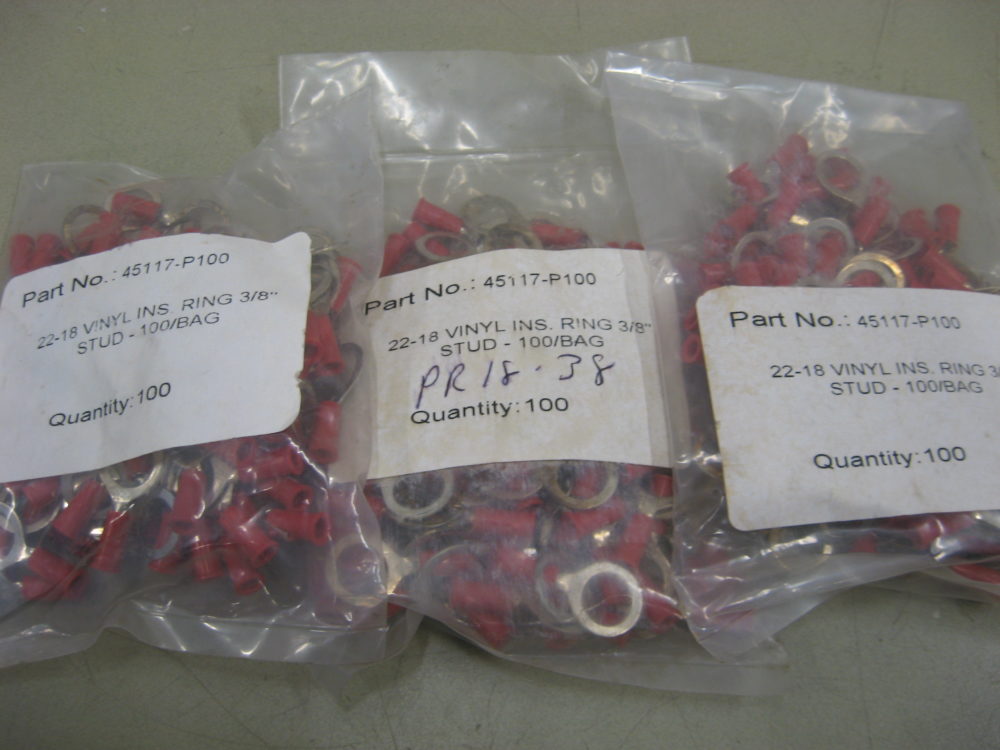 Part No.: 45117-P100
22-18 VINYL INS. RING 3/8"
STUD - 100/BAG
Quantity: 100
Part No.: 45117-P100
22-18 VINYL INS. RING 3/8"
STUD - 100/BAG
PR18-38
Quantity: 100
Part No.: 45117-P100
22-18 VINYL INS. RING 3/
STUD - 100/BAG
Quantity: 100